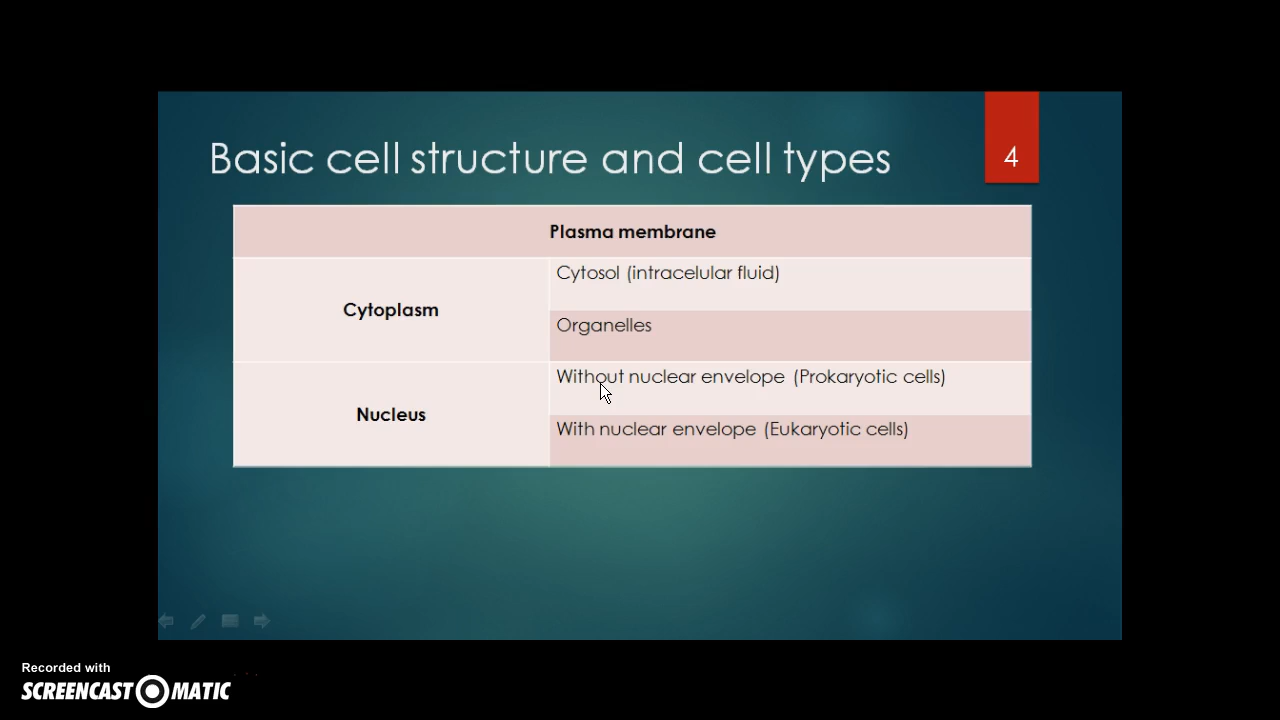 Basic cell structure and cell types
4
Plasma membrane
Cytoplasm
Cytosol (intracelular fluid)
Organelles
Nucleus
Without nuclear envelope (Prokaryotic cells)
With nuclear envelope (Eukaryotic cells)
Recorded with
SCREENCAST MATIC